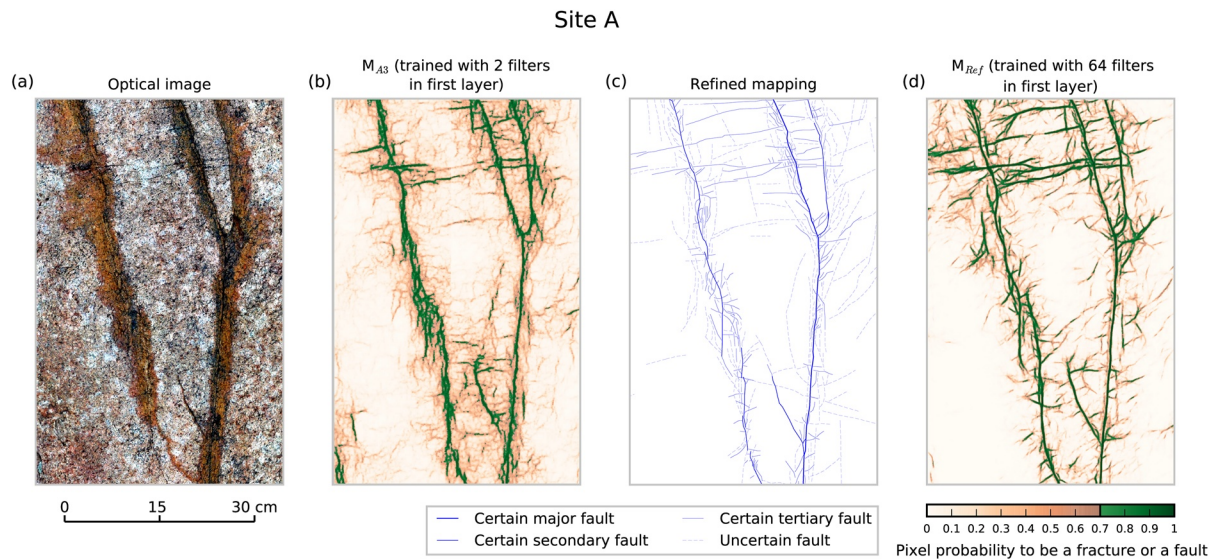 Site A
(a)
Optical image
(b)
M_A3 (trained with 2 filters
in first layer)
(c)
Refined mapping
(d)
M_Ref (trained with 64 filters
in first layer)
0 15 30 cm
Certain major fault
Certain secondary fault
Certain tertiary fault
Uncertain fault
0 0.1 0.2 0.3 0.4 0.5 0.6 0.7 0.8 0.9 1
Pixel probability to be a fracture or a fault